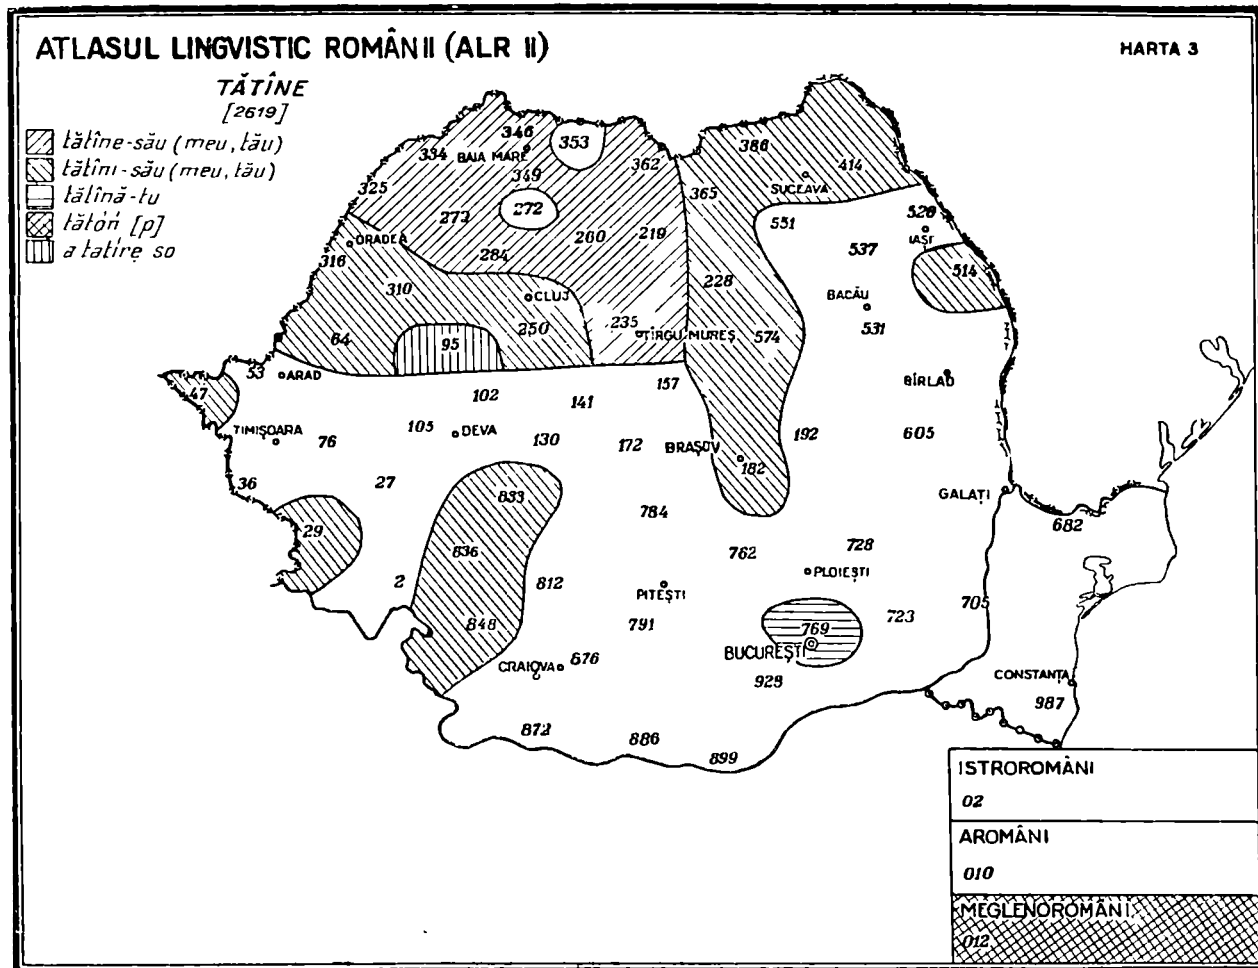 ATLASUL LINGVISTIC ROMÂNII (ALR II)
HARTA 3
TĂTÎNE
[2619]
tătîne-său (meu, tău)
tătîni-său (meu, tău)
tătînă-tu
[p]
a tatire so
346
353
334
BAIA MARE
349
362
386
414
325
365
SUCEAVA
272
272
260
219
551
520
IAȘI
ORADEA
316
284
537
514
310
228
CLUJ
BACĂU
64
95
250
235
TÎRGU MUREȘ
574
531
53
ARAD
47
102
141
157
BÎRLAD
TIMIȘOARA
76
105
DEVA
130
172
BRAȘOV
182
192
605
36
27
833
GALAȚI
784
682
29
836
762
728
2
812
PITEȘTI
PLOIEȘTI
705
848
791
769
723
BUCUREȘTI
CRAIOVA
876
928
CONSTANȚA
987
872
886
899
ISTROROMÂNI
02
AROMÂNI
010
MEGLENOROMÂNI
012